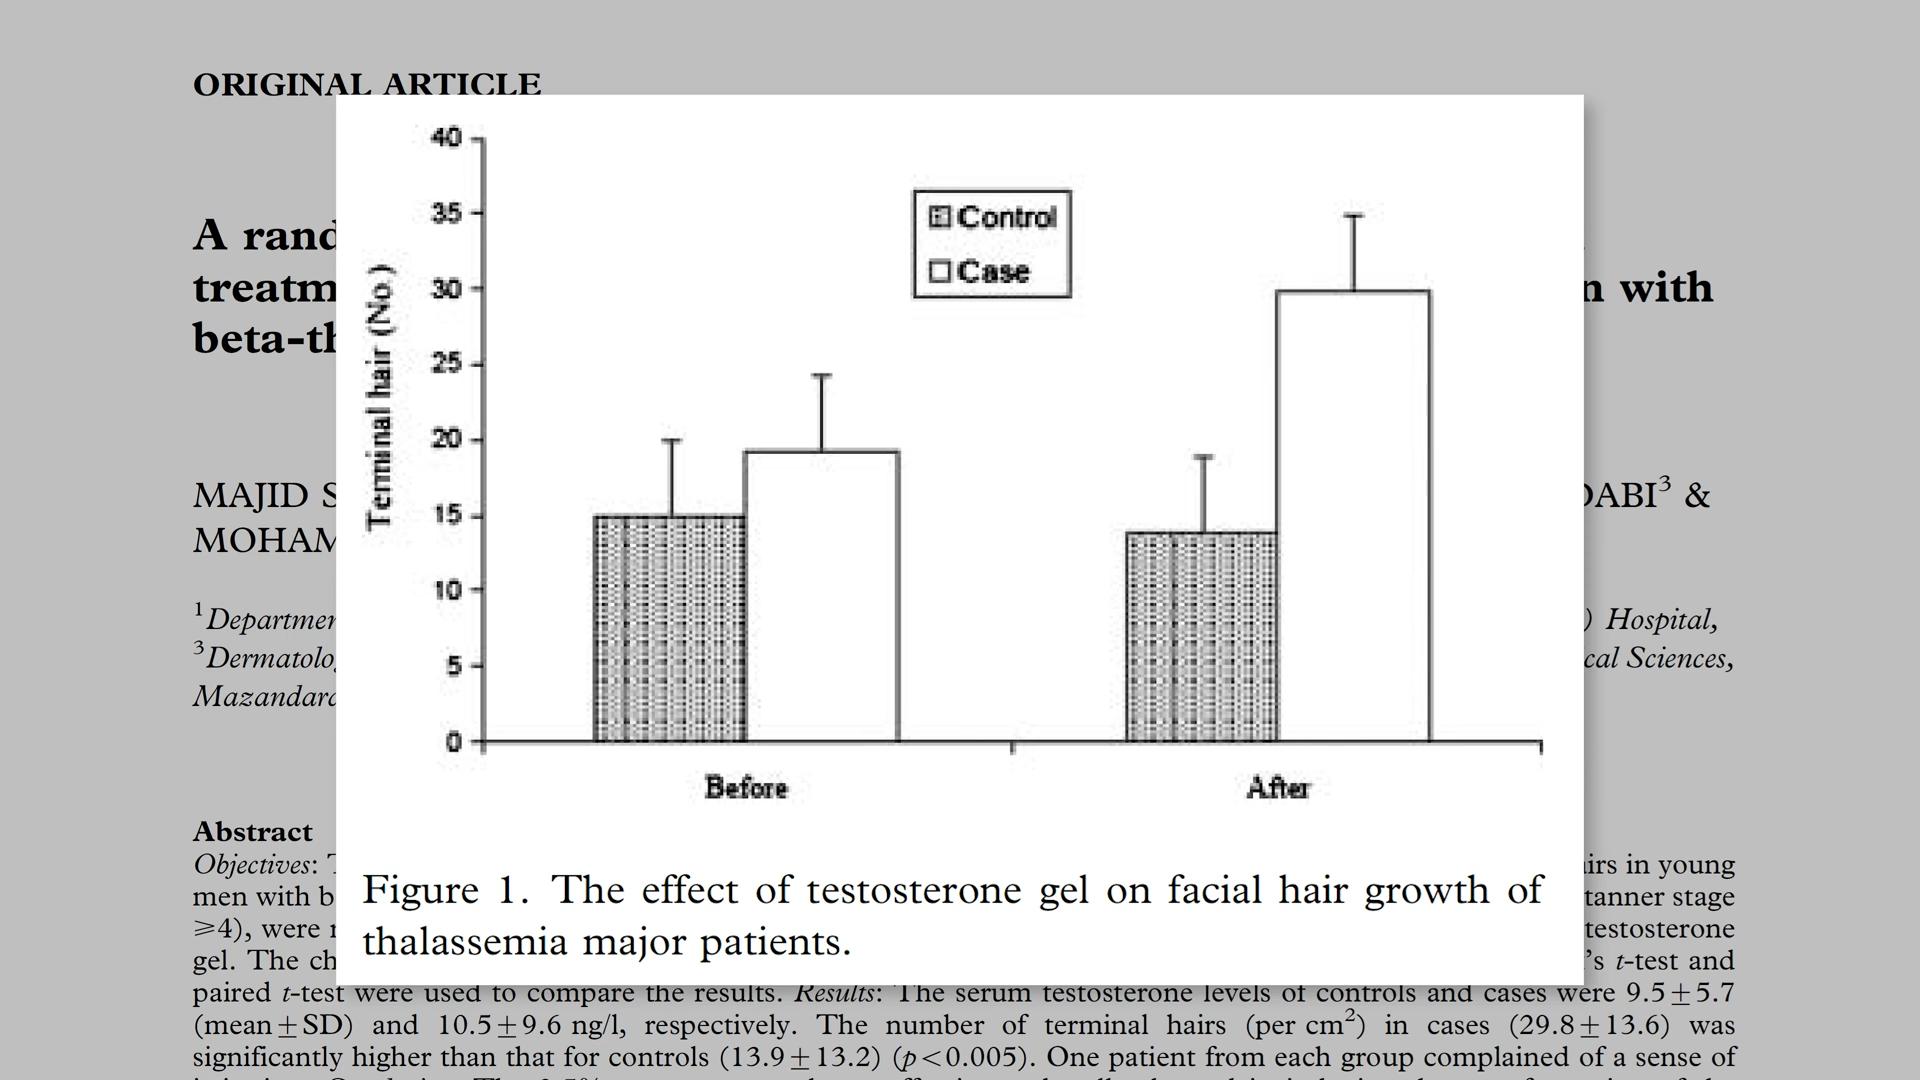 ORIGINAL ARTICLE
A rand
treatm n with
beta-th
MAJID S DABI³ &
MOHAM
¹Departmen ) Hospital,
³Dermatolo cal Sciences,
Mazandara
40
35
30
25
20
15
10
5
0
Terminal hair (No.)
Control
Case
Before After
Figure 1. The effect of testosterone gel on facial hair growth of
thalassemia major patients.
Abstract
Objectives: T irs in young
men with b tanner stage
⩾4), were r testosterone
gel. The ch 's t-test and
paired t-test were used to compare the results. Results: The serum testosterone levels of controls and cases were 9.5±5.7
(mean±SD) and 10.5±9.6 ng/l, respectively. The number of terminal hairs (per cm²) in cases (29.8±13.6) was
significantly higher than that for controls (13.9±13.2) (p<0.005). One patient from each group complained of a sense of